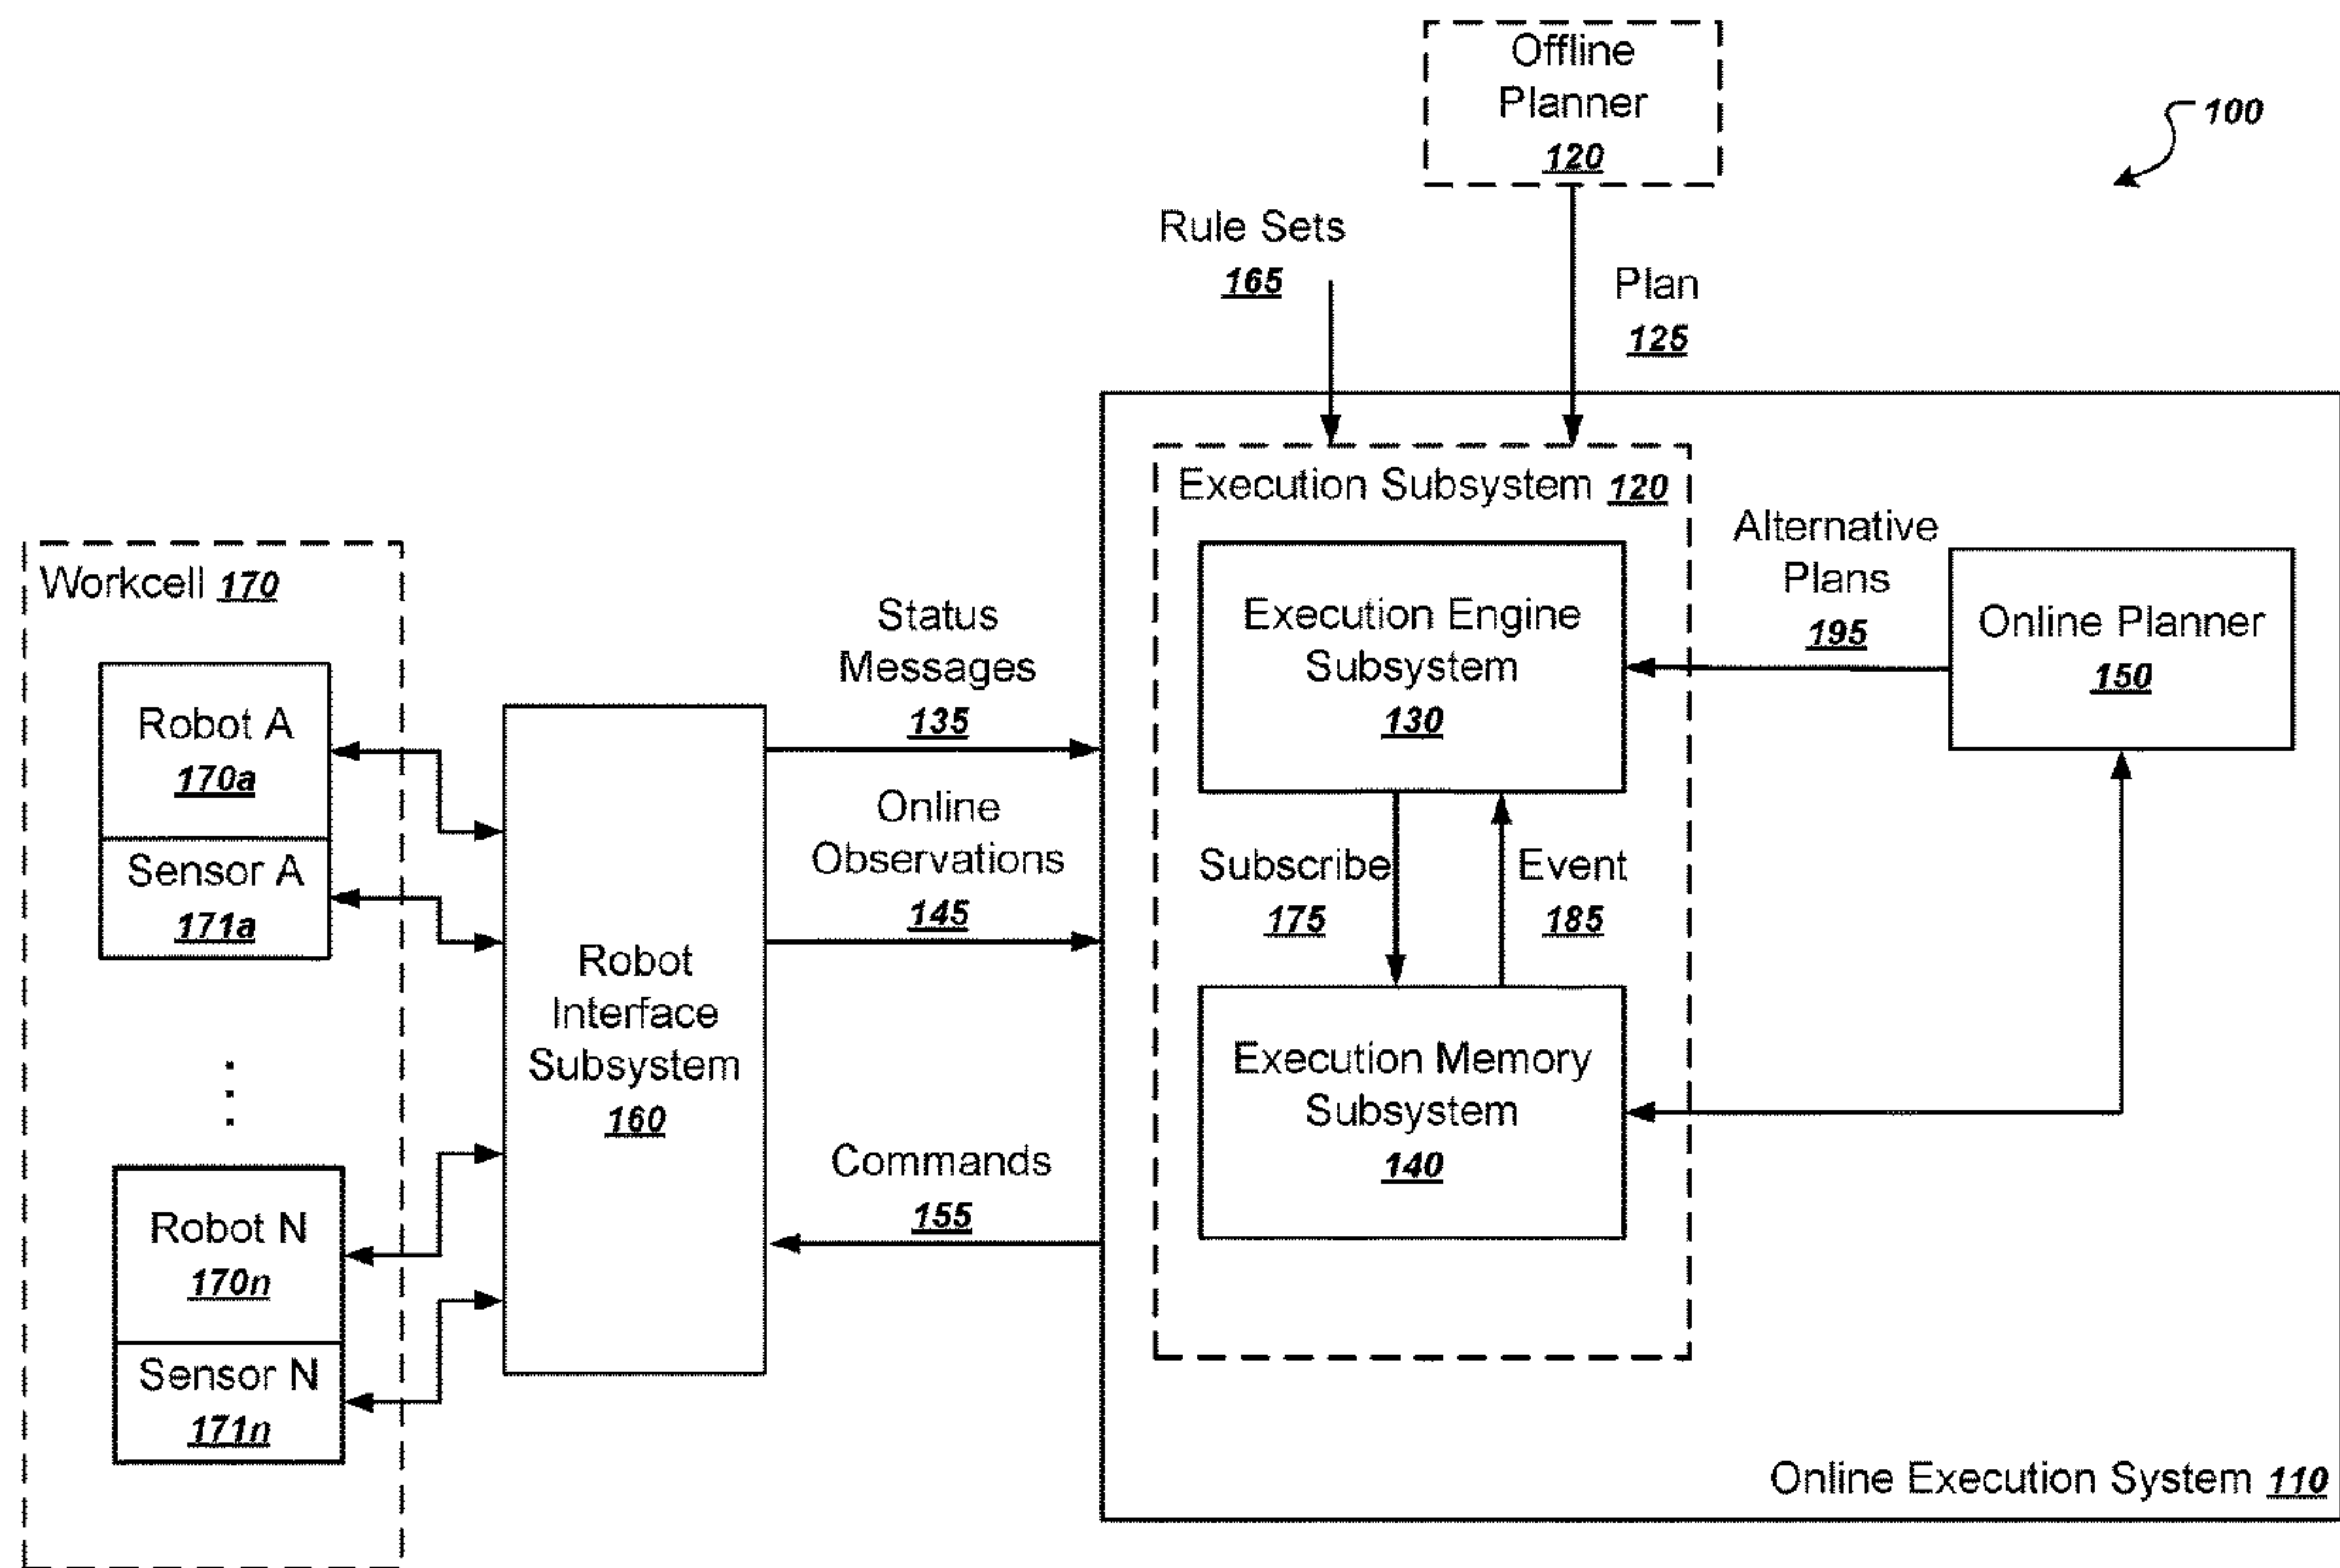 Offline
Planner
120
100
Rule Sets
165
Plan
125
Execution Subsystem 120
Alternative
Plans
195
Execution Engine
Subsystem
130
Online Planner
150
Workcell 170
Status
Messages
135
Robot A
170a
Online
Observations
145
Sensor A
171a
Subscribe
175
Event
185
Robot
Interface
Subsystem
160
Execution Memory
Subsystem
140
Commands
155
Robot N
170n
Sensor N
171n
Online Execution System 110